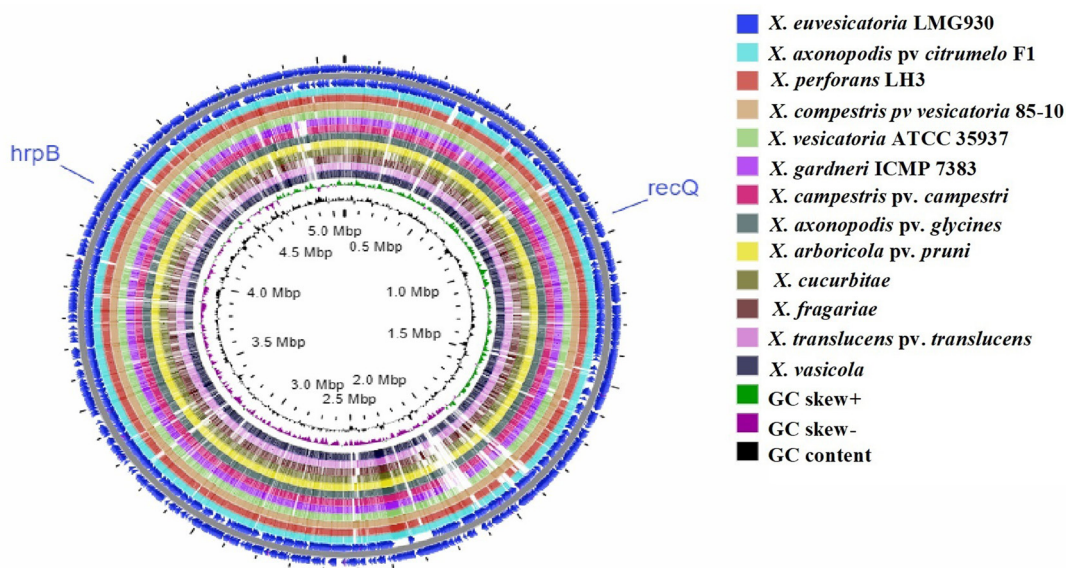 hrpB
recQ
5.0 Mbp
0.5 Mbp
4.5 Mbp
1.0 Mbp
4.0 Mbp
1.5 Mbp
3.5 Mbp
3.0 Mbp
2.0 Mbp
2.5 Mbp
X. euvesicatoria LMG930
X. axonopodis pv citrumelo F1
X. perforans LH3
X. compestris pv vesicatoria 85-10
X. vesicatoria ATCC 35937
X. gardneri ICMP 7383
X. campestris pv. campestri
X. axonopodis pv. glycines
X. arboricola pv. pruni
X. cucurbitae
X. fragariae
X. translucens pv. translucens
X. vasicola
GC skew+
GC skew-
GC content